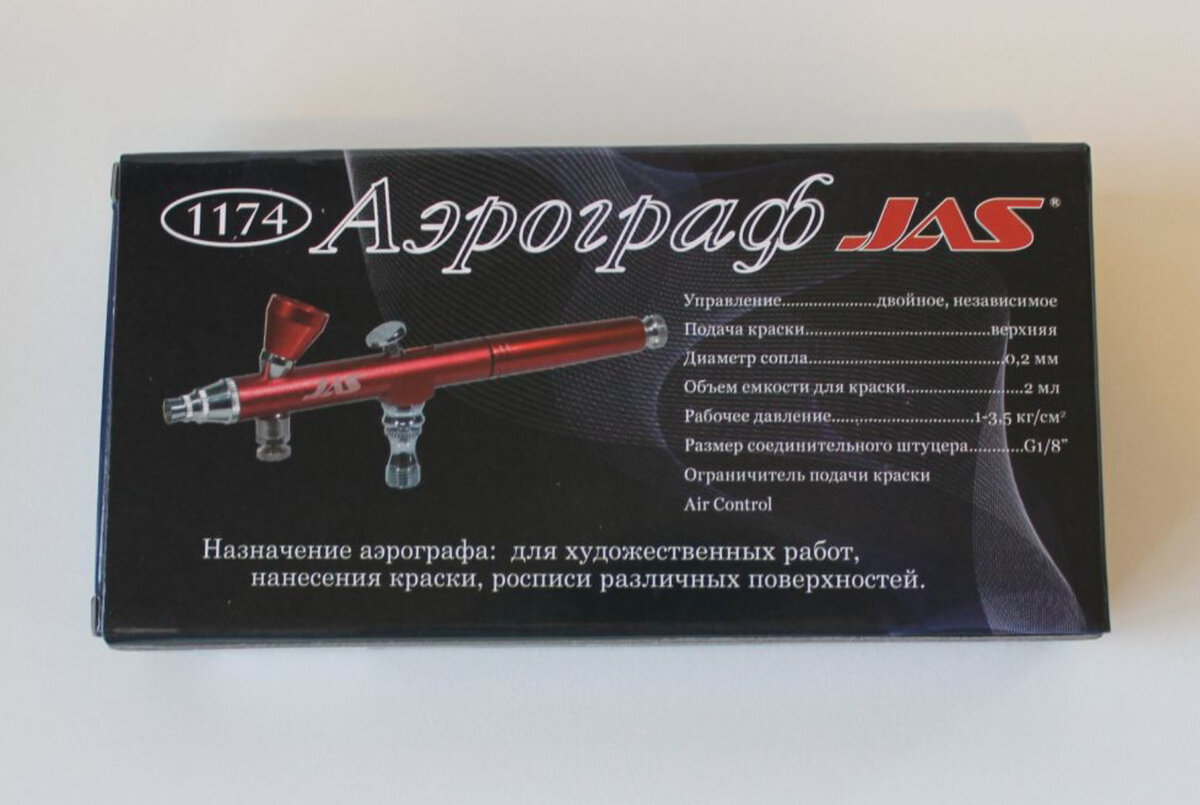 1174 Аэрограф JAS®
Управление.....................двойное, независимое
Подача краски.........................................верхняя
Диаметр сопла............................................0,2 мм
Объем емкости для краски..........................2 мл
Рабочее давление................................1-3,5 кг/см²
Размер соединительного штуцера............G1/8”
Ограничитель подачи краски
Air Control
JAS
Назначение аэрографа: для художественных работ,
нанесения краски, росписи различных поверхностей.